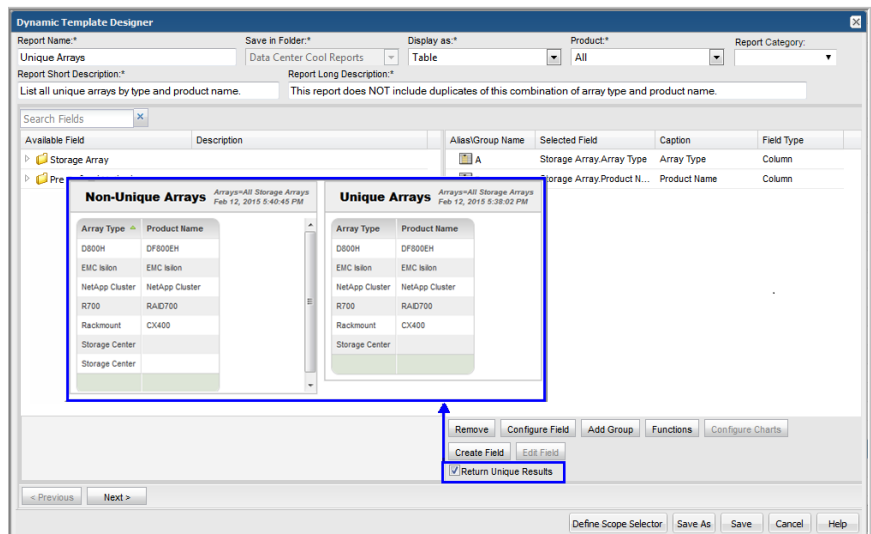 Dynamic Template Designer
Report Name:* Save in Folder:* Display as:* Product:* Report Category:
Unique Arrays Data Center Cool Reports Table All
Report Short Description:* Report Long Description:*
List all unique arrays by type and product name. This report does NOT include duplicates of this combination of array type and product name.
Search Fields
Available Field Description Alias\Group Name Selected Field Caption Field Type
Storage Array A Storage Array.Array Type Array Type Column
Pre Storage Array.Product N... Product Name Column
Non-Unique Arrays Arrays=All Storage Arrays
Feb 12, 2015 5:40:45 PM
Array Type Product Name
D800H DF800EH
EMC Isilon EMC Isilon
NetApp Cluster NetApp Cluster
R700 RAID700
Rackmount CX400
Storage Center
Storage Center
Unique Arrays Arrays=All Storage Arrays
Feb 12, 2015 5:38:02 PM
Array Type Product Name
D800H DF800EH
EMC Isilon EMC Isilon
NetApp Cluster NetApp Cluster
R700 RAID700
Rackmount CX400
Storage Center
Remove Configure Field Add Group Functions Configure Charts
Create Field Edit Field
Return Unique Results
< Previous Next >
Define Scope Selector Save As Save Cancel Help